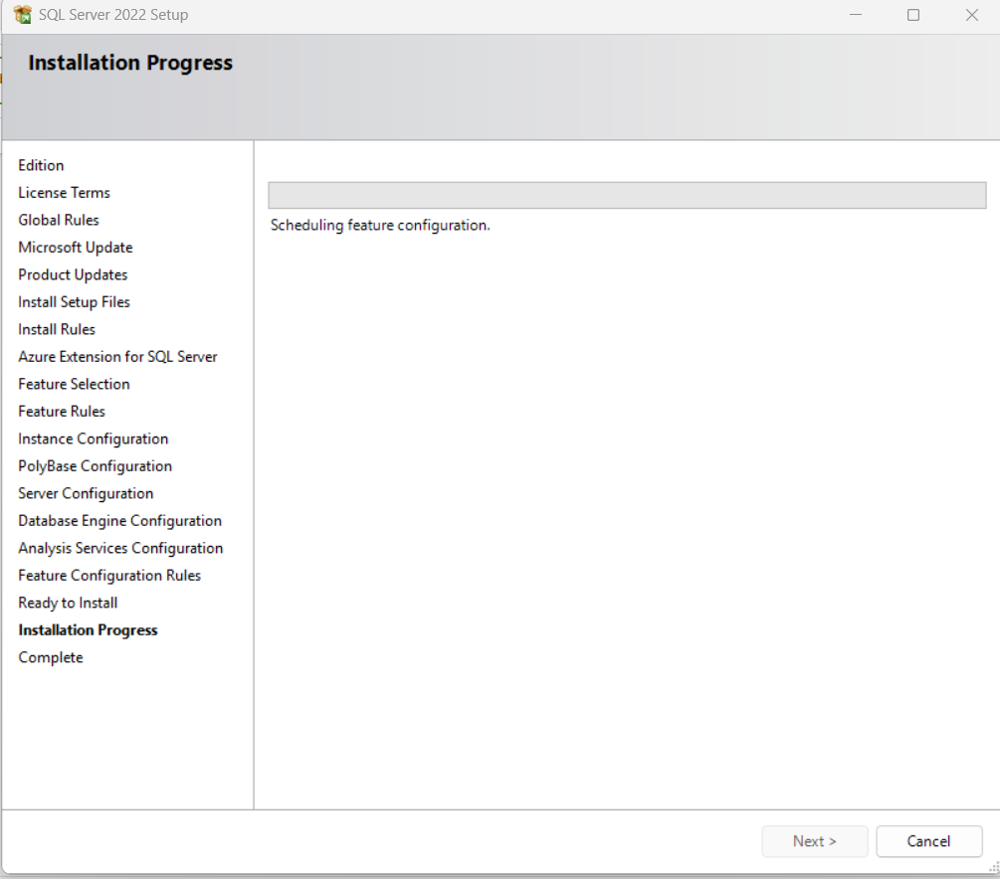 SQL Server 2022 Setup
Installation Progress
Edition
License Terms
Global Rules
Microsoft Update
Product Updates
Install Setup Files
Install Rules
Azure Extension for SQL Server
Feature Selection
Feature Rules
Instance Configuration
PolyBase Configuration
Server Configuration
Database Engine Configuration
Analysis Services Configuration
Feature Configuration Rules
Ready to Install
Installation Progress
Complete
Scheduling feature configuration.
Next >
Cancel